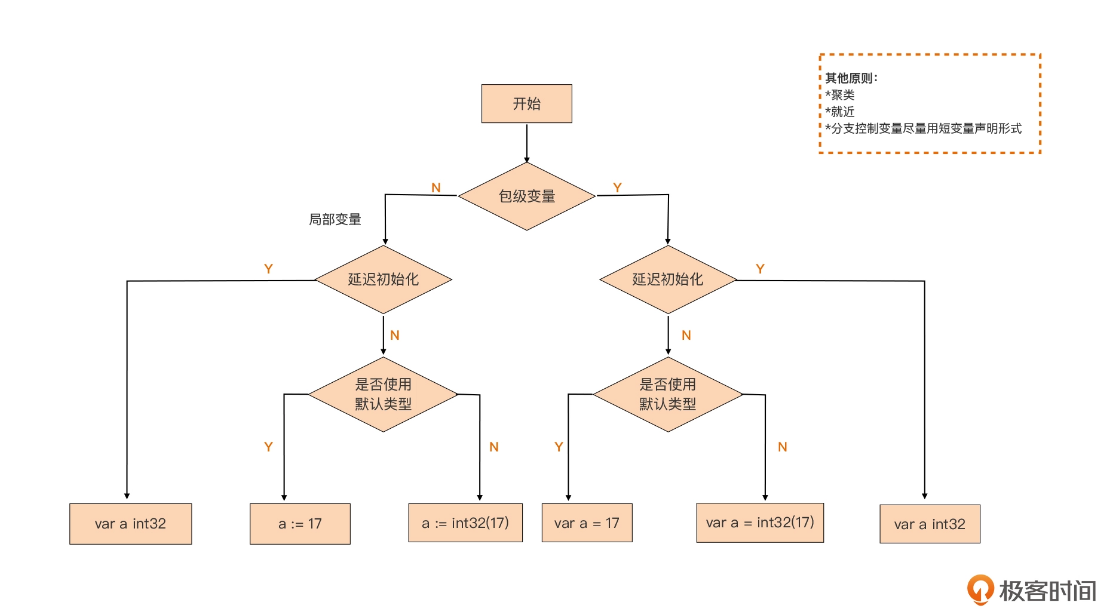 其他原则：
*聚类
*就近
*分支控制变量尽量用短变量声明形式
开始
N
包级变量
Y
局部变量
Y
延迟初始化
延迟初始化
Y
N
N
是否使用
默认类型
是否使用
默认类型
Y
N
Y
N
var a int32
a := 17
a := int32(17)
var a = 17
var a = int32(17)
var a int32
极客时间